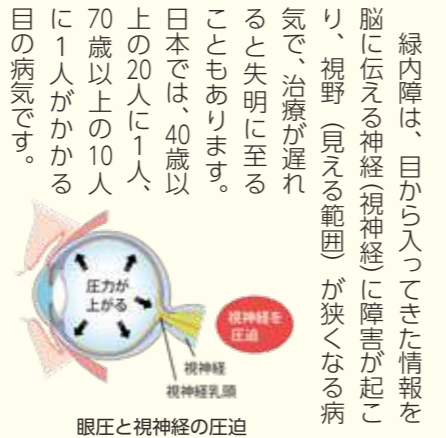 緑内障は、目から入ってきた情報を
脳に伝える神経(視神経)に障害が起こ
り、視野(見える範囲)が狭くなる病
気で、治療が遅れ
ると失明に至る
こともあります。
日本では、40歳以
上の20人に1人、
70歳以上の10人
に1人がかかる
目の病気です。
圧力が
上がる
視神経を
圧迫
視神経
視神経乳頭
眼圧と視神経の圧迫